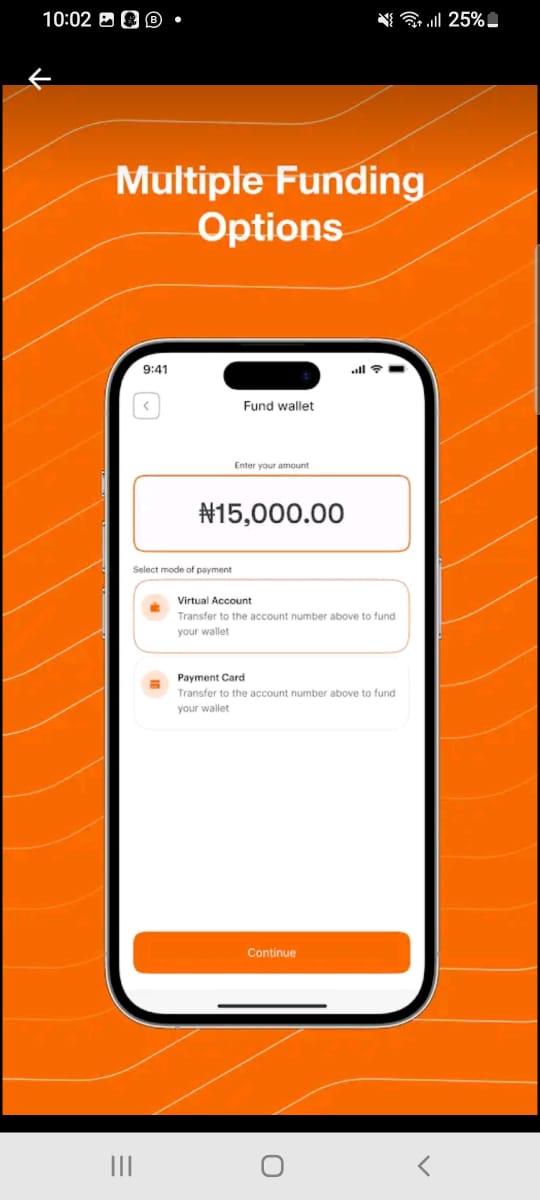 10:02
25%
Multiple Funding
Options
9:41
Fund wallet
Enter your amount
₦15,000.00
Select mode of payment
Virtual Account
Transfer to the account number above to fund
your wallet
Payment Card
Transfer to the account number above to fund
your wallet
Continue